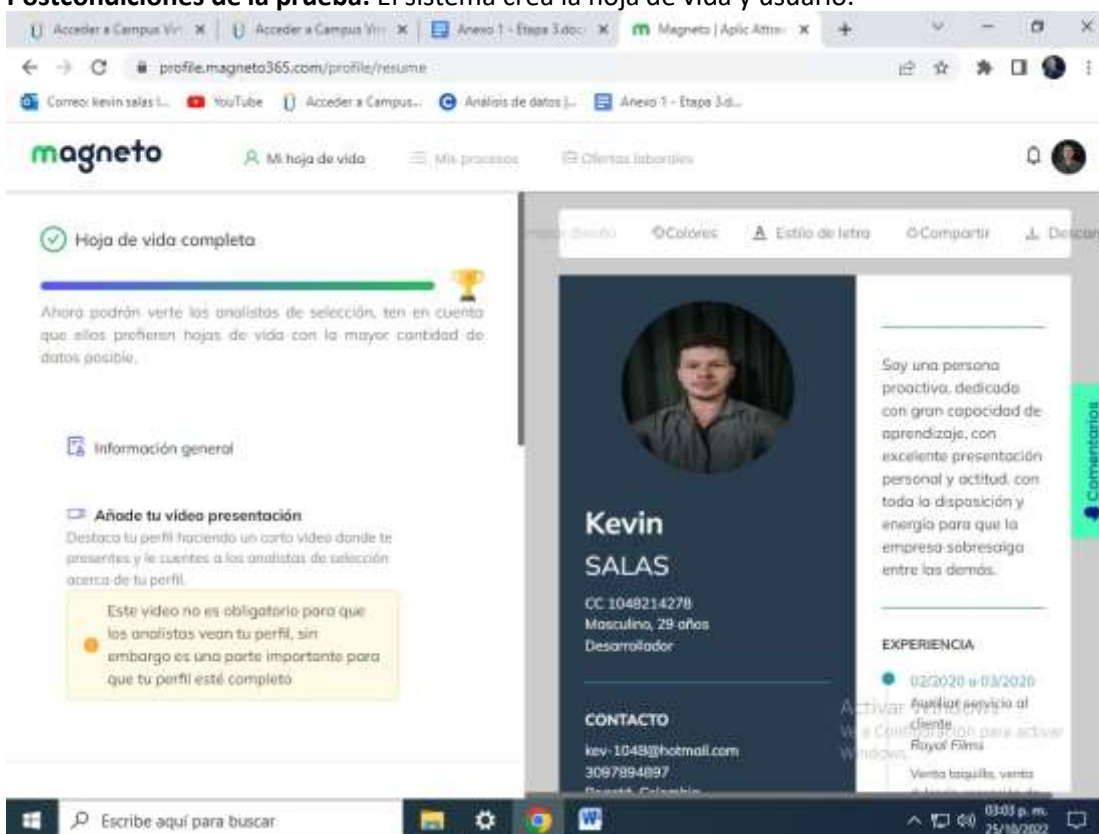 Postcondiciones de la prueba: El sistema crea la hoja de vida y usuario.
Acceder a Campus Vir
Acceder a Campus Vir
Anexo 1 - Etapa 3.doc
Magneto | Aplic Attra
profile.magneto365.com/profile/resume
Correo: kevin salas
YouTube
Acceder a Campus...
Análisis de datos |...
Anexo 1 - Etapa 3.d...
magneto
Mi hoja de vida
Mis procesos
Ofertas laborales
Hoja de vida completa
Ahora podrán verte los analistas de selección, ten en cuenta
que ellos prefieren hojas de vida con la mayor cantidad de
datos posible.
Información general
Añade tu video presentación
Destaca tu perfil haciendo un corto video donde te
presentes y le cuentes a los analistas de selección
acerca de tu perfil.
Este video no es obligatorio para que
los analistas vean tu perfil, sin
embargo es una parte importante para
que tu perfil esté completo
diseño
Colores
A Estilo de letra
Compartir
Descar
Kevin
SALAS
CC 1048214278
Masculino, 29 años
Desarrollador
CONTACTO
kev-1048@hotmail.com
3097894897
Bogotá, Colombia
Soy una persona
proactiva, dedicada
con gran capacidad de
aprendizaje, con
excelente presentación
personal y actitud, con
toda la disposición y
energía para que la
empresa sobresalga
entre las demás.
EXPERIENCIA
02/2020 a 03/2020
Auxiliar servicio al
cliente
Royal Films
Venta taquilla, venta
Comentarios
Activar Windows
Ve a Configuración para activar
Windows.
Escribe aquí para buscar
03:03 p. m.
25/10/2022